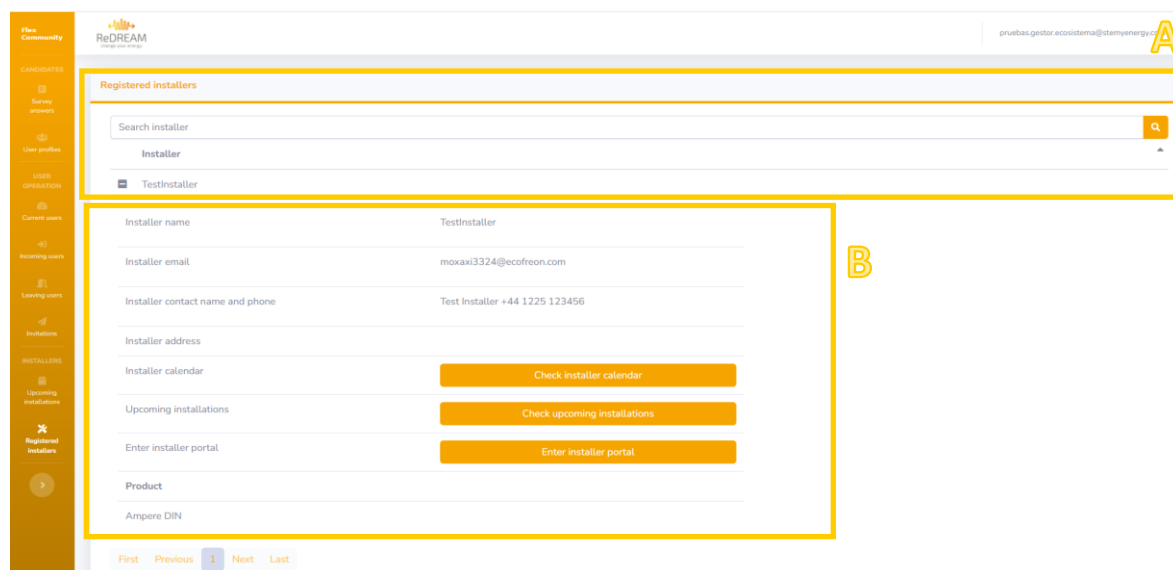 Flex
Community
CANDIDATES
Survey
answers
User profiles
USER
OPERATION
Current users
Incoming users
Leaving users
Invitations
INSTALLERS
Upcoming
installations
Registered
installers
ReDREAM
change your energy
pruebas.gestor.ecosistema@stemyenergy.co
A
Registered installers
Search installer
Installer
TestInstaller
B
Installer name TestInstaller
Installer email moxaxi3324@ecofreon.com
Installer contact name and phone Test Installer +44 1225 123456
Installer address
Installer calendar Check installer calendar
Upcoming installations Check upcoming installations
Enter installer portal Enter installer portal
Product
Ampere DIN
First Previous 1 Next Last